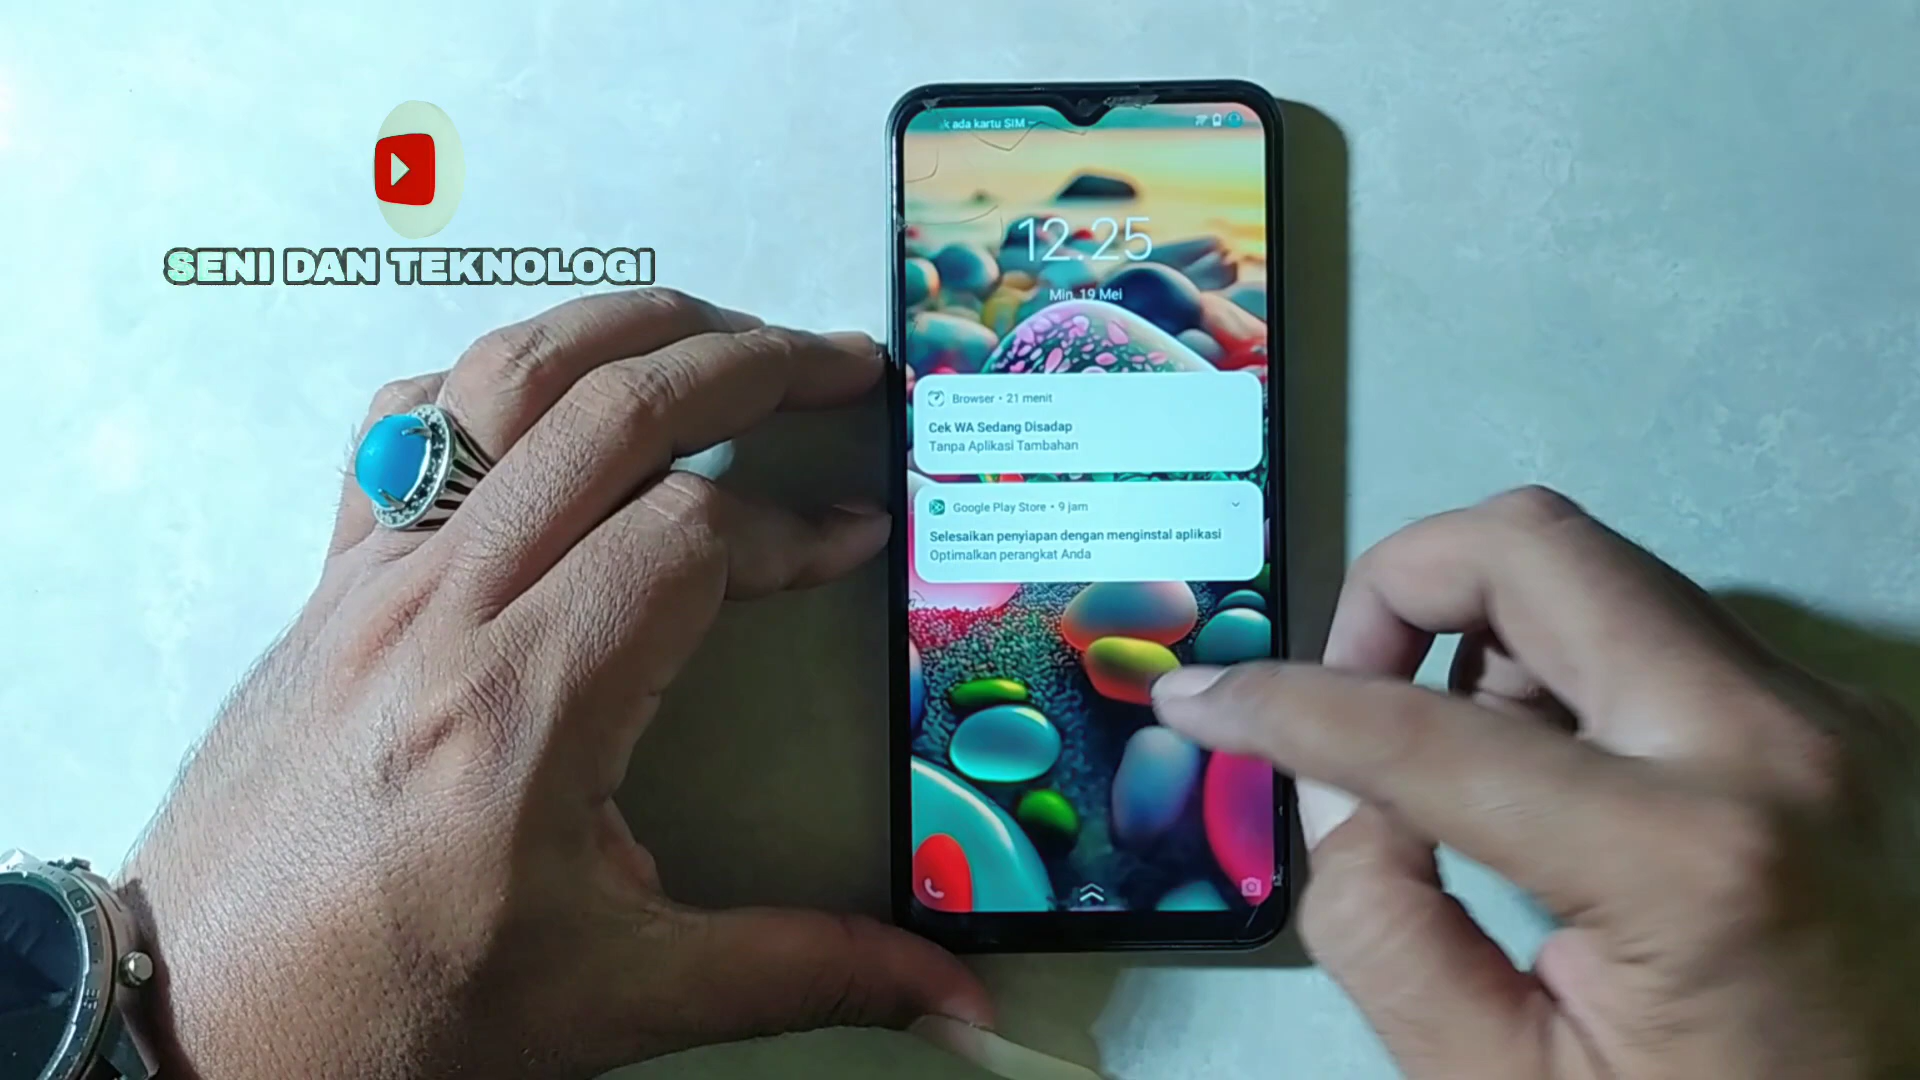 SENI DAN TEKNOLOGI
k ada kartu SIM —
12.25
Min, 19 Mei
Browser • 21 menit
Cek WA Sedang Disadap
Tanpa Aplikasi Tambahan
Google Play Store • 9 jam
Selesaikan penyiapan dengan menginstal aplikasi
Optimalkan perangkat Anda